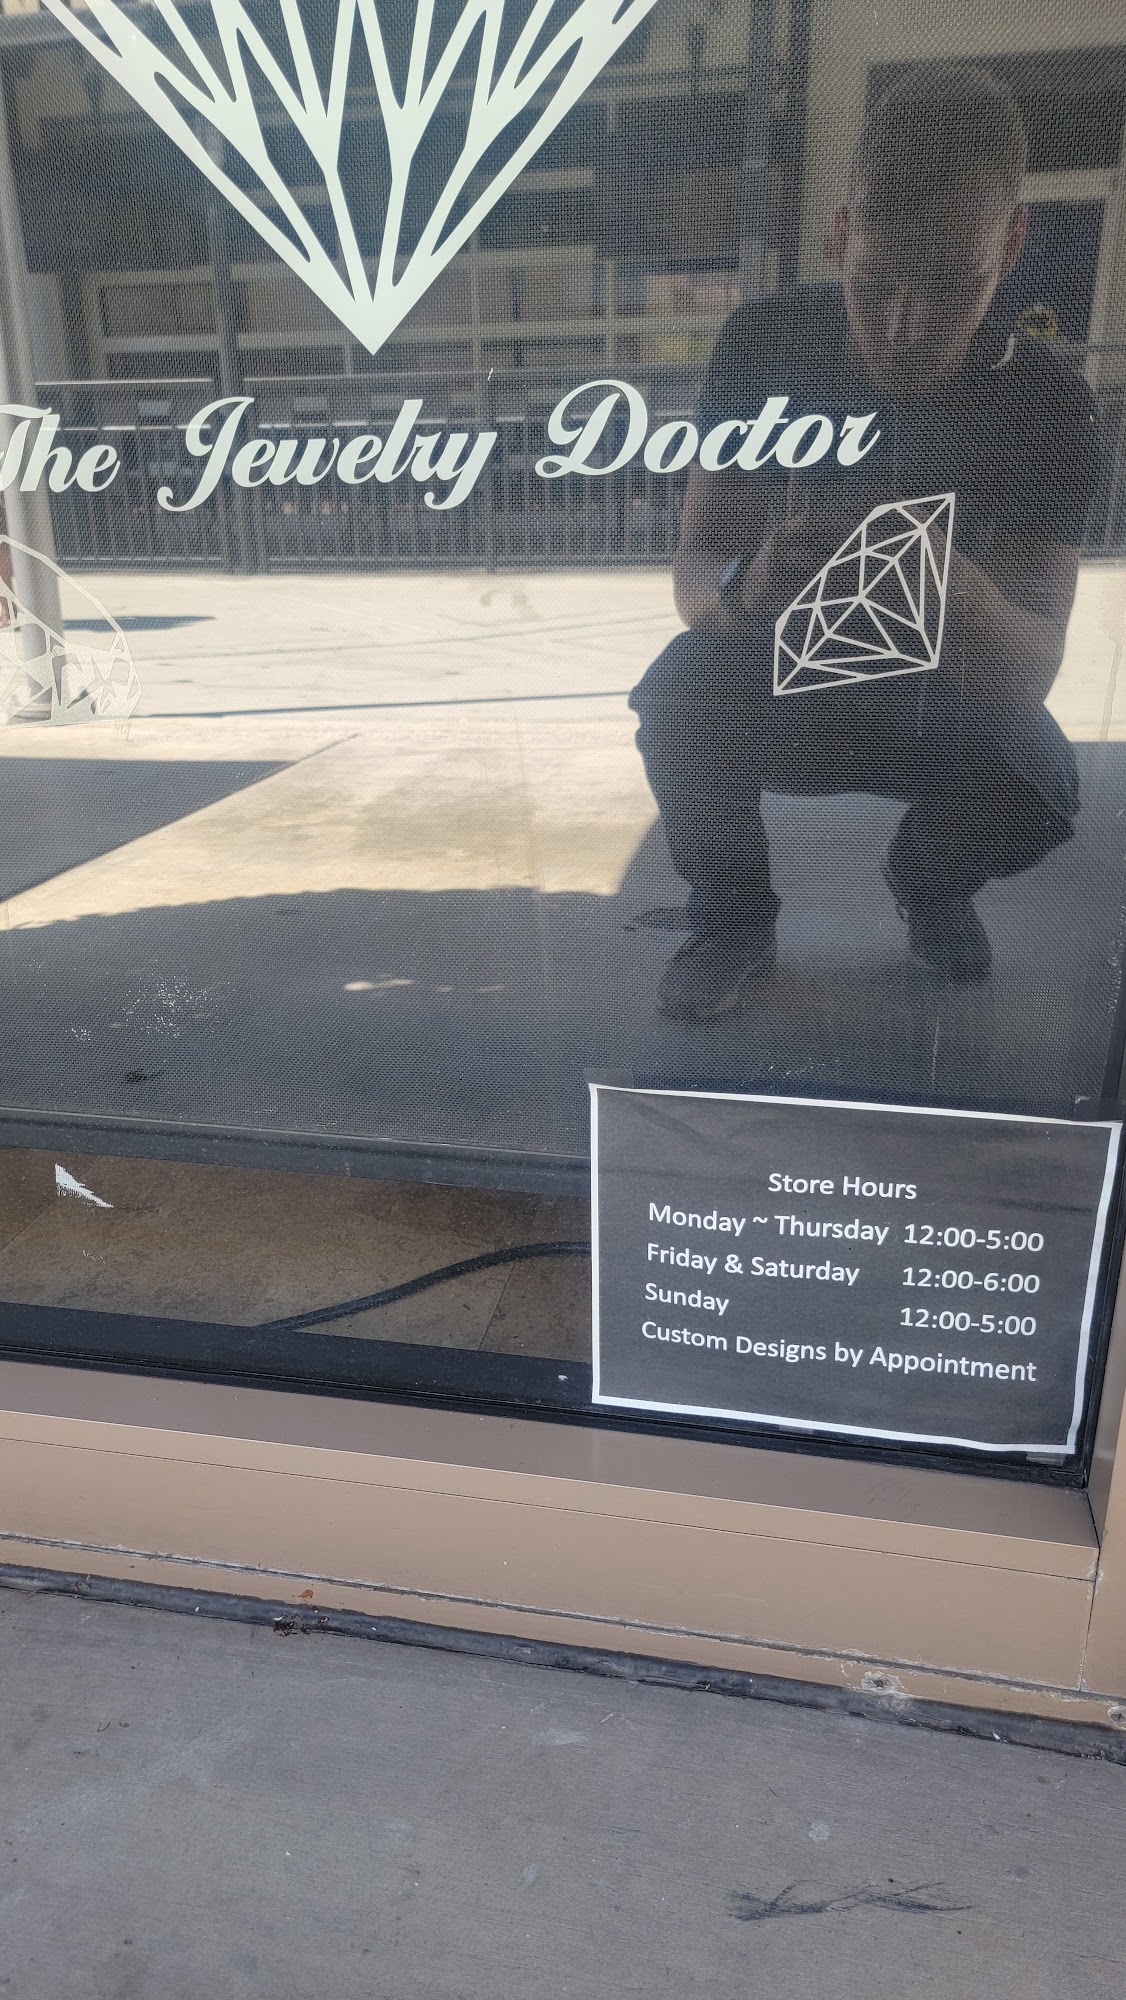 The Jewelry Doctor
Store Hours
Monday ~ Thursday 12:00-5:00
Friday & Saturday 12:00-6:00
Sunday 12:00-5:00
Custom Designs by Appointment